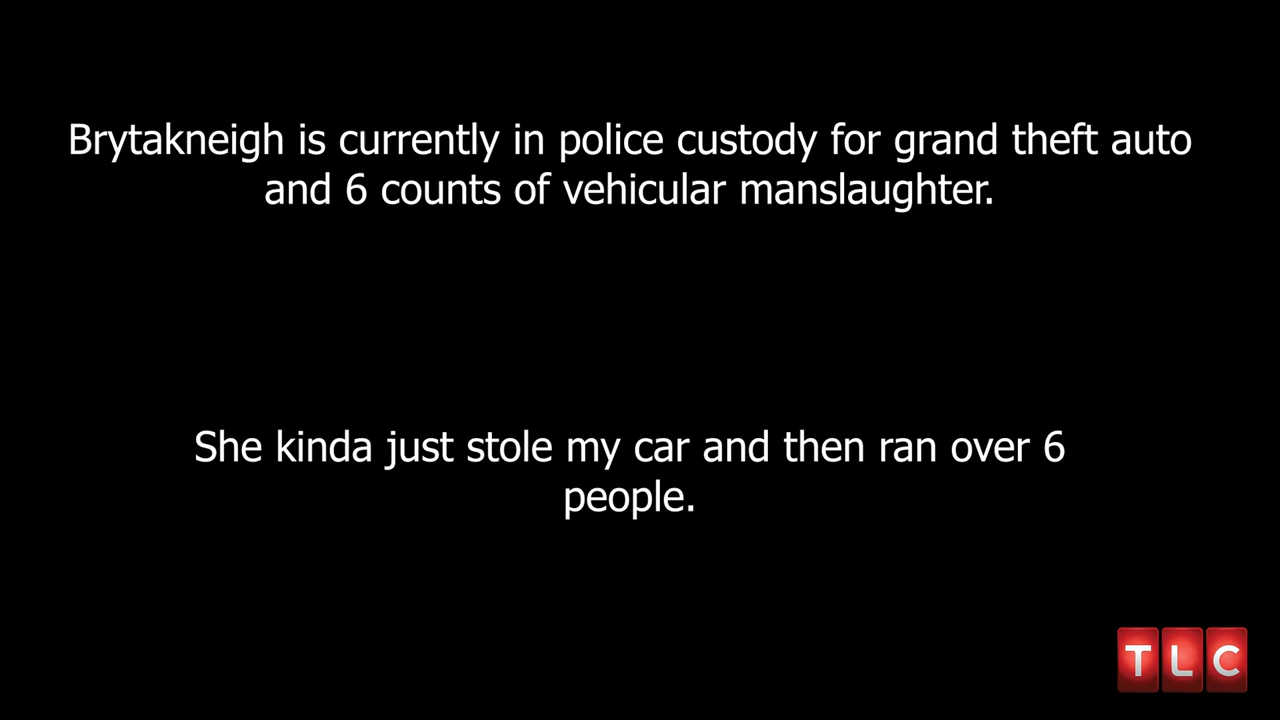 Brytakneigh is currently in police custody for grand theft auto
and 6 counts of vehicular manslaughter.
She kinda just stole my car and then ran over 6
people.
TLC